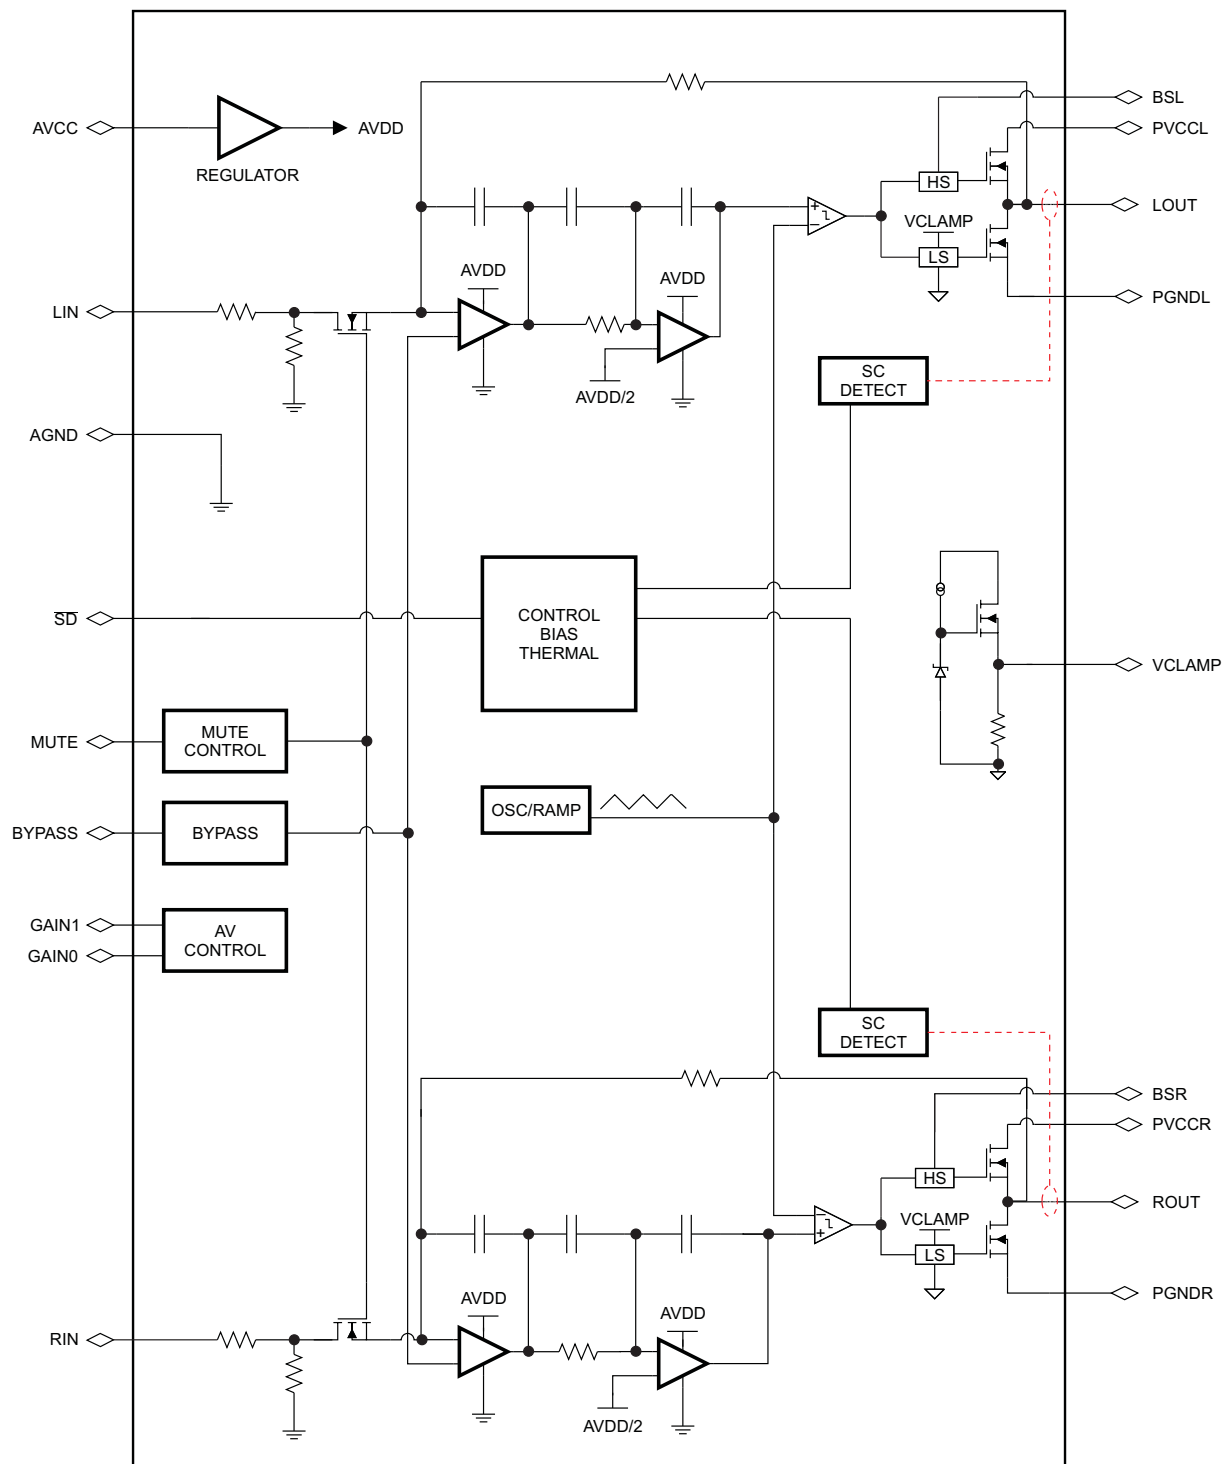 BSL
AVCC
AVDD
PVCCL
REGULATOR
HS
LOUT
VCLAMP
LS
AVDD
AVDD
PGNDL
LIN
SC
DETECT
AVDD/2
AGND
SD
CONTROL
BIAS
THERMAL
VCLAMP
MUTE
MUTE
CONTROL
OSC/RAMP
BYPASS
BYPASS
GAIN1
AV
CONTROL
GAIN0
SC
DETECT
BSR
PVCCR
HS
ROUT
VCLAMP
LS
PGNDR
AVDD
AVDD
RIN
AVDD/2